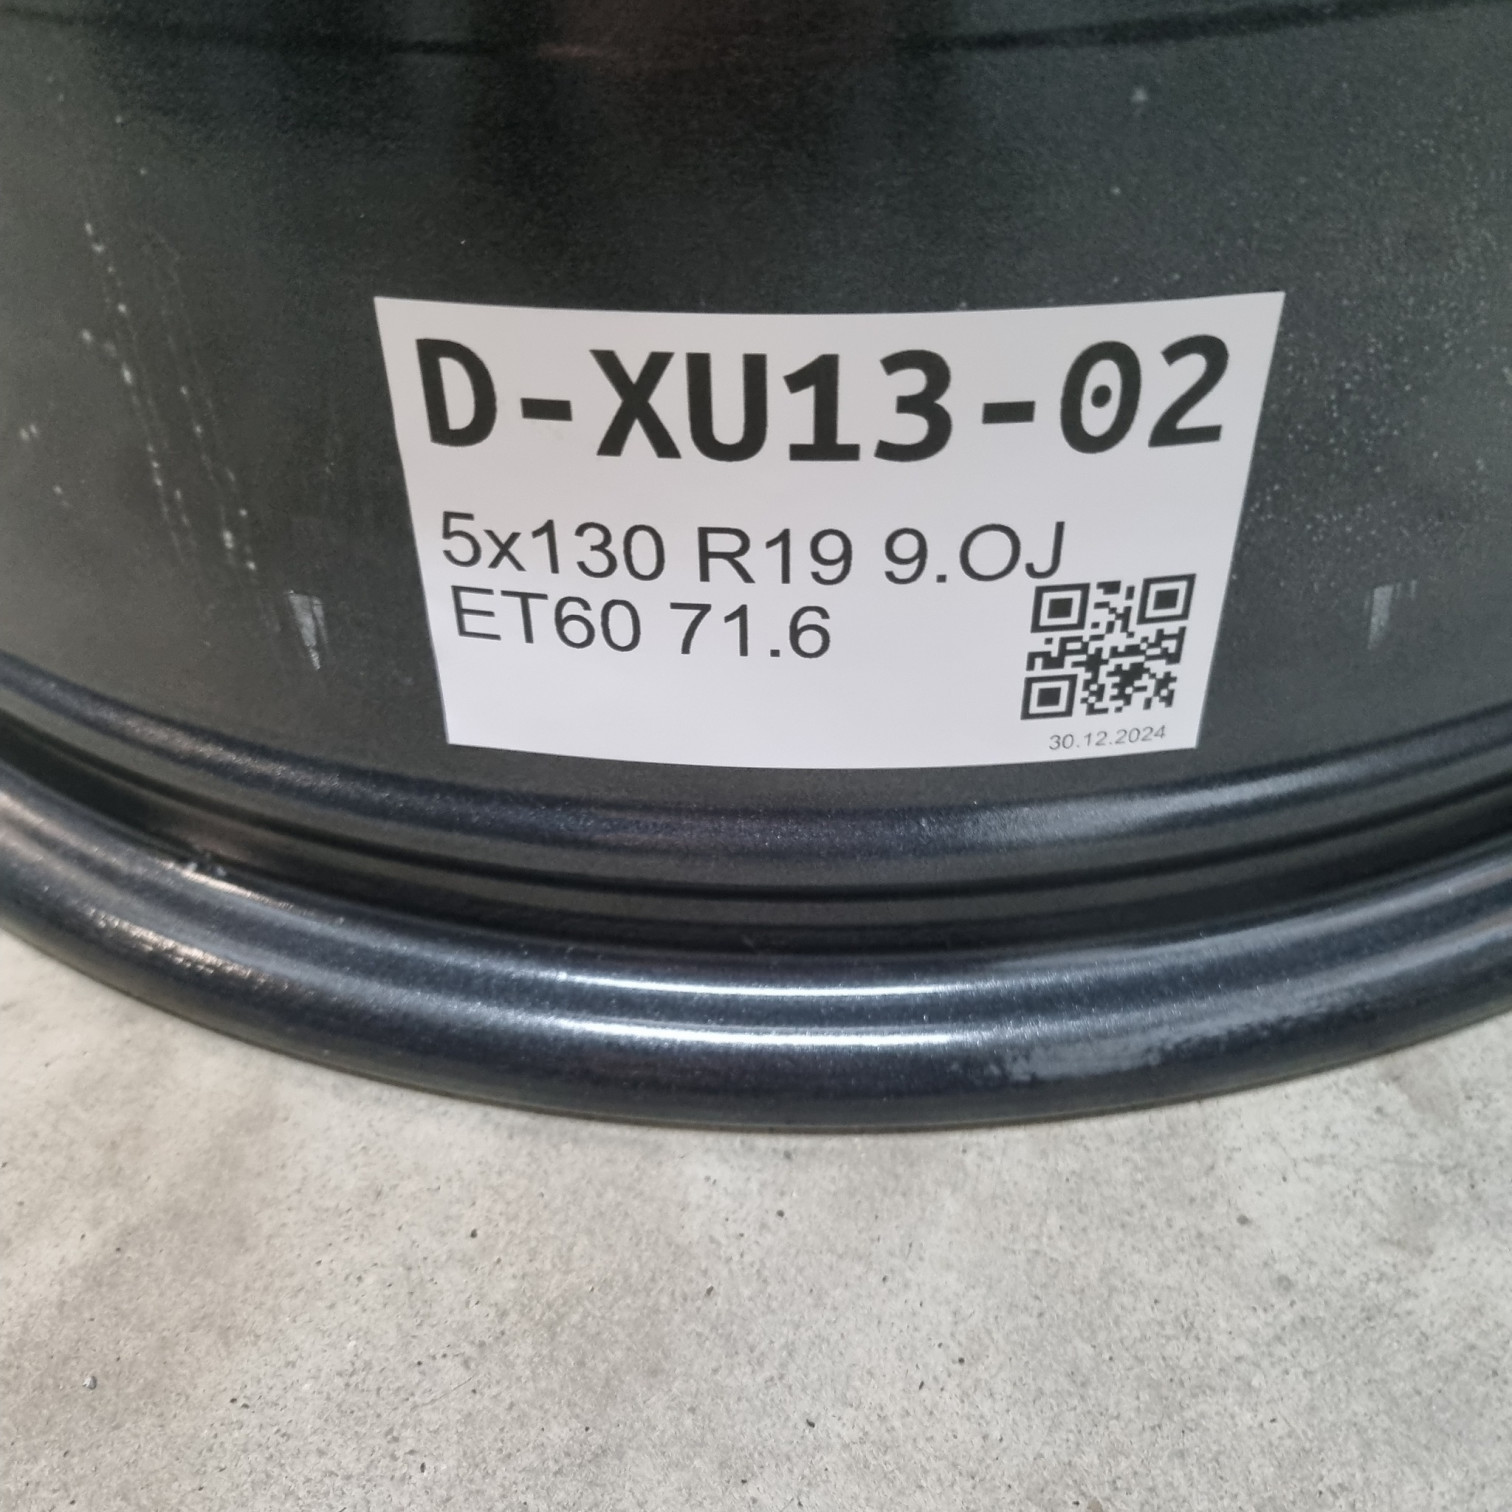 D-XU13-02
5x130 R19 9.OJ
ET60 71.6
30.12.2024